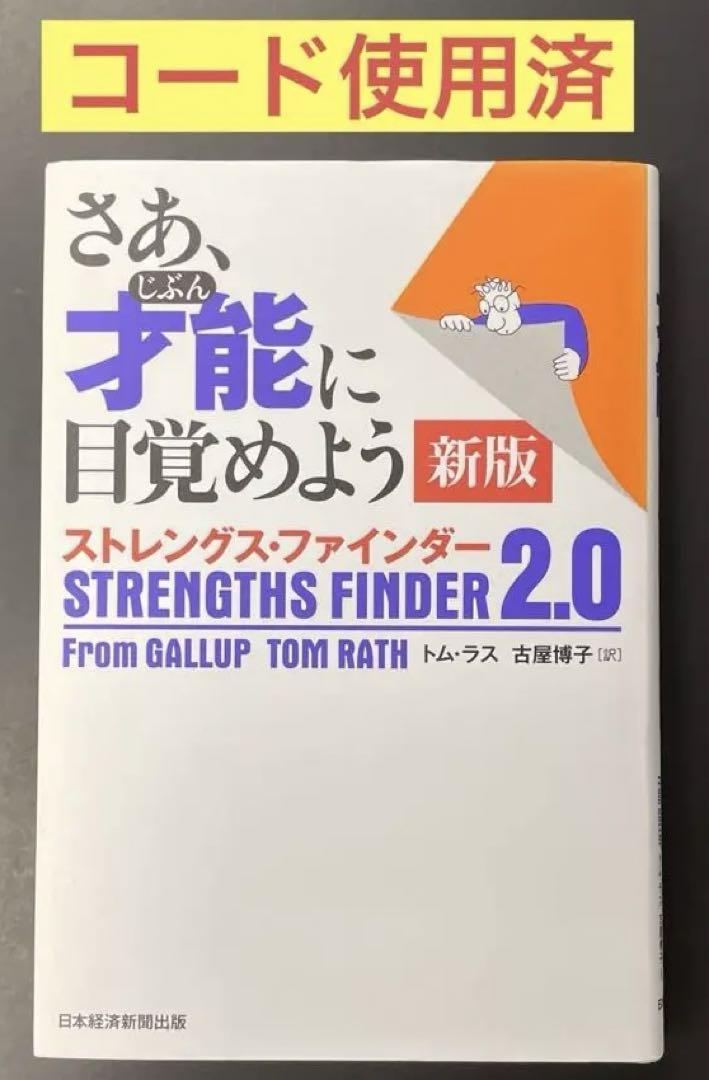 コード使用済
さあ、
じぶん
才能に
目覚めよう 新版
ストレングス・ファインダー
STRENGTHS FINDER 2.0
From GALLUP TOM RATH トム・ラス 古屋博子[訳]
日本経済新聞出版